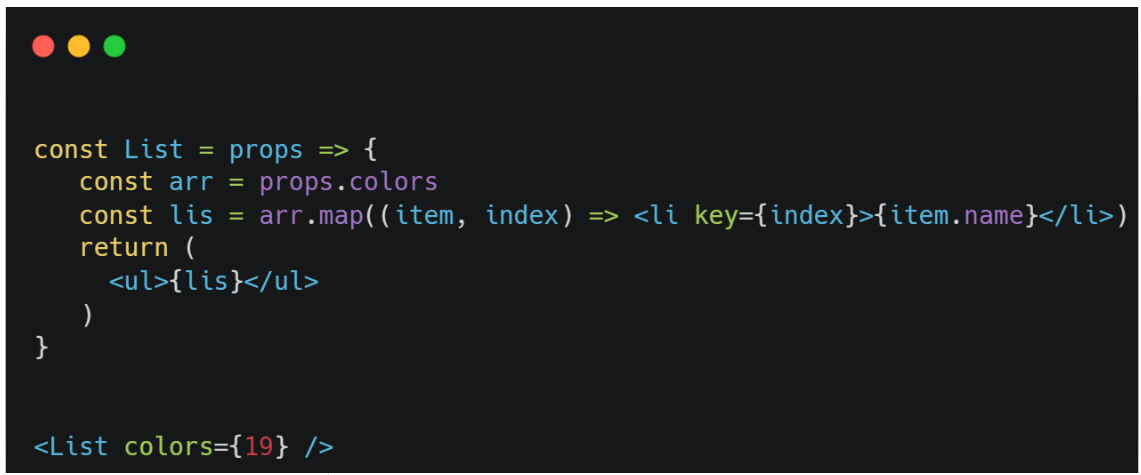 const List = props => {
   const arr = props.colors
   const lis = arr.map((item, index) => <li key={index}>{item.name}</li>)
   return (
     <ul>{lis}</ul>
   )
}
<List colors={19} />